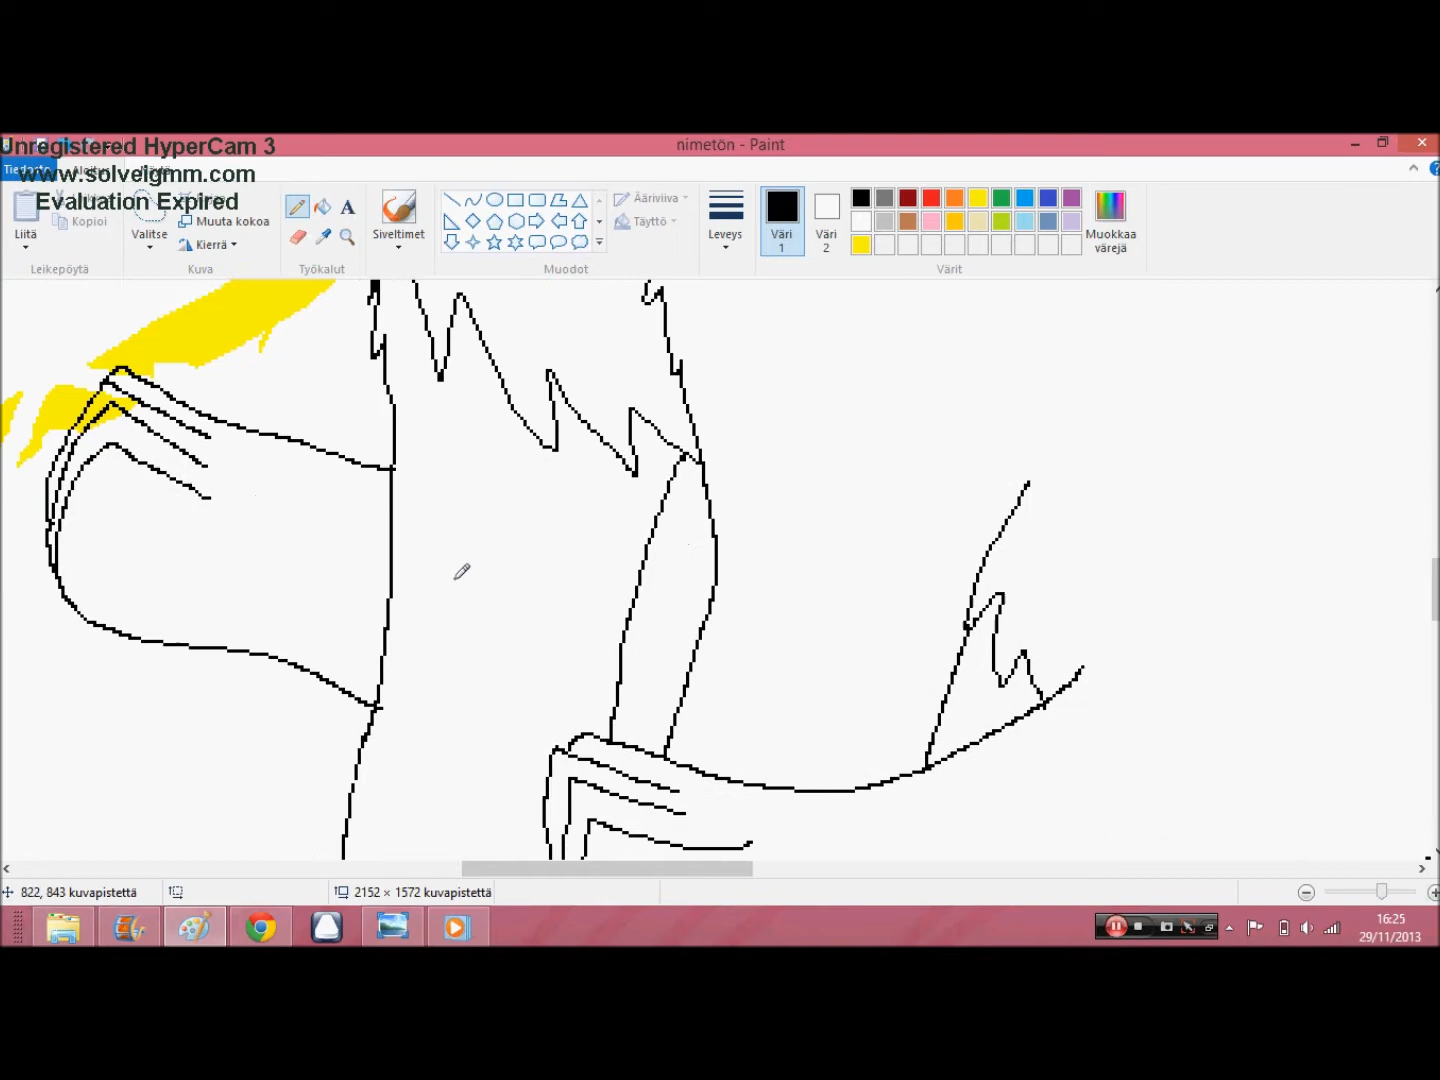 Unregistered HyperCam 3
www.solveigmm.com
Evaluation Expired
nimetön - Paint
Tiedosto
Liitä
Kopioi
Leikepöytä
Valitse
Muuta kokoa
Kierrä
Kuva
A
Työkalut
Siveltimet
Ääriviiva
Täyttö
Muodot
Leveys
Väri
1
Väri
2
Värit
Muokkaa
värejä
822, 843 kuvapistettä
2152 × 1572 kuvapistettä
16:25
29/11/2013